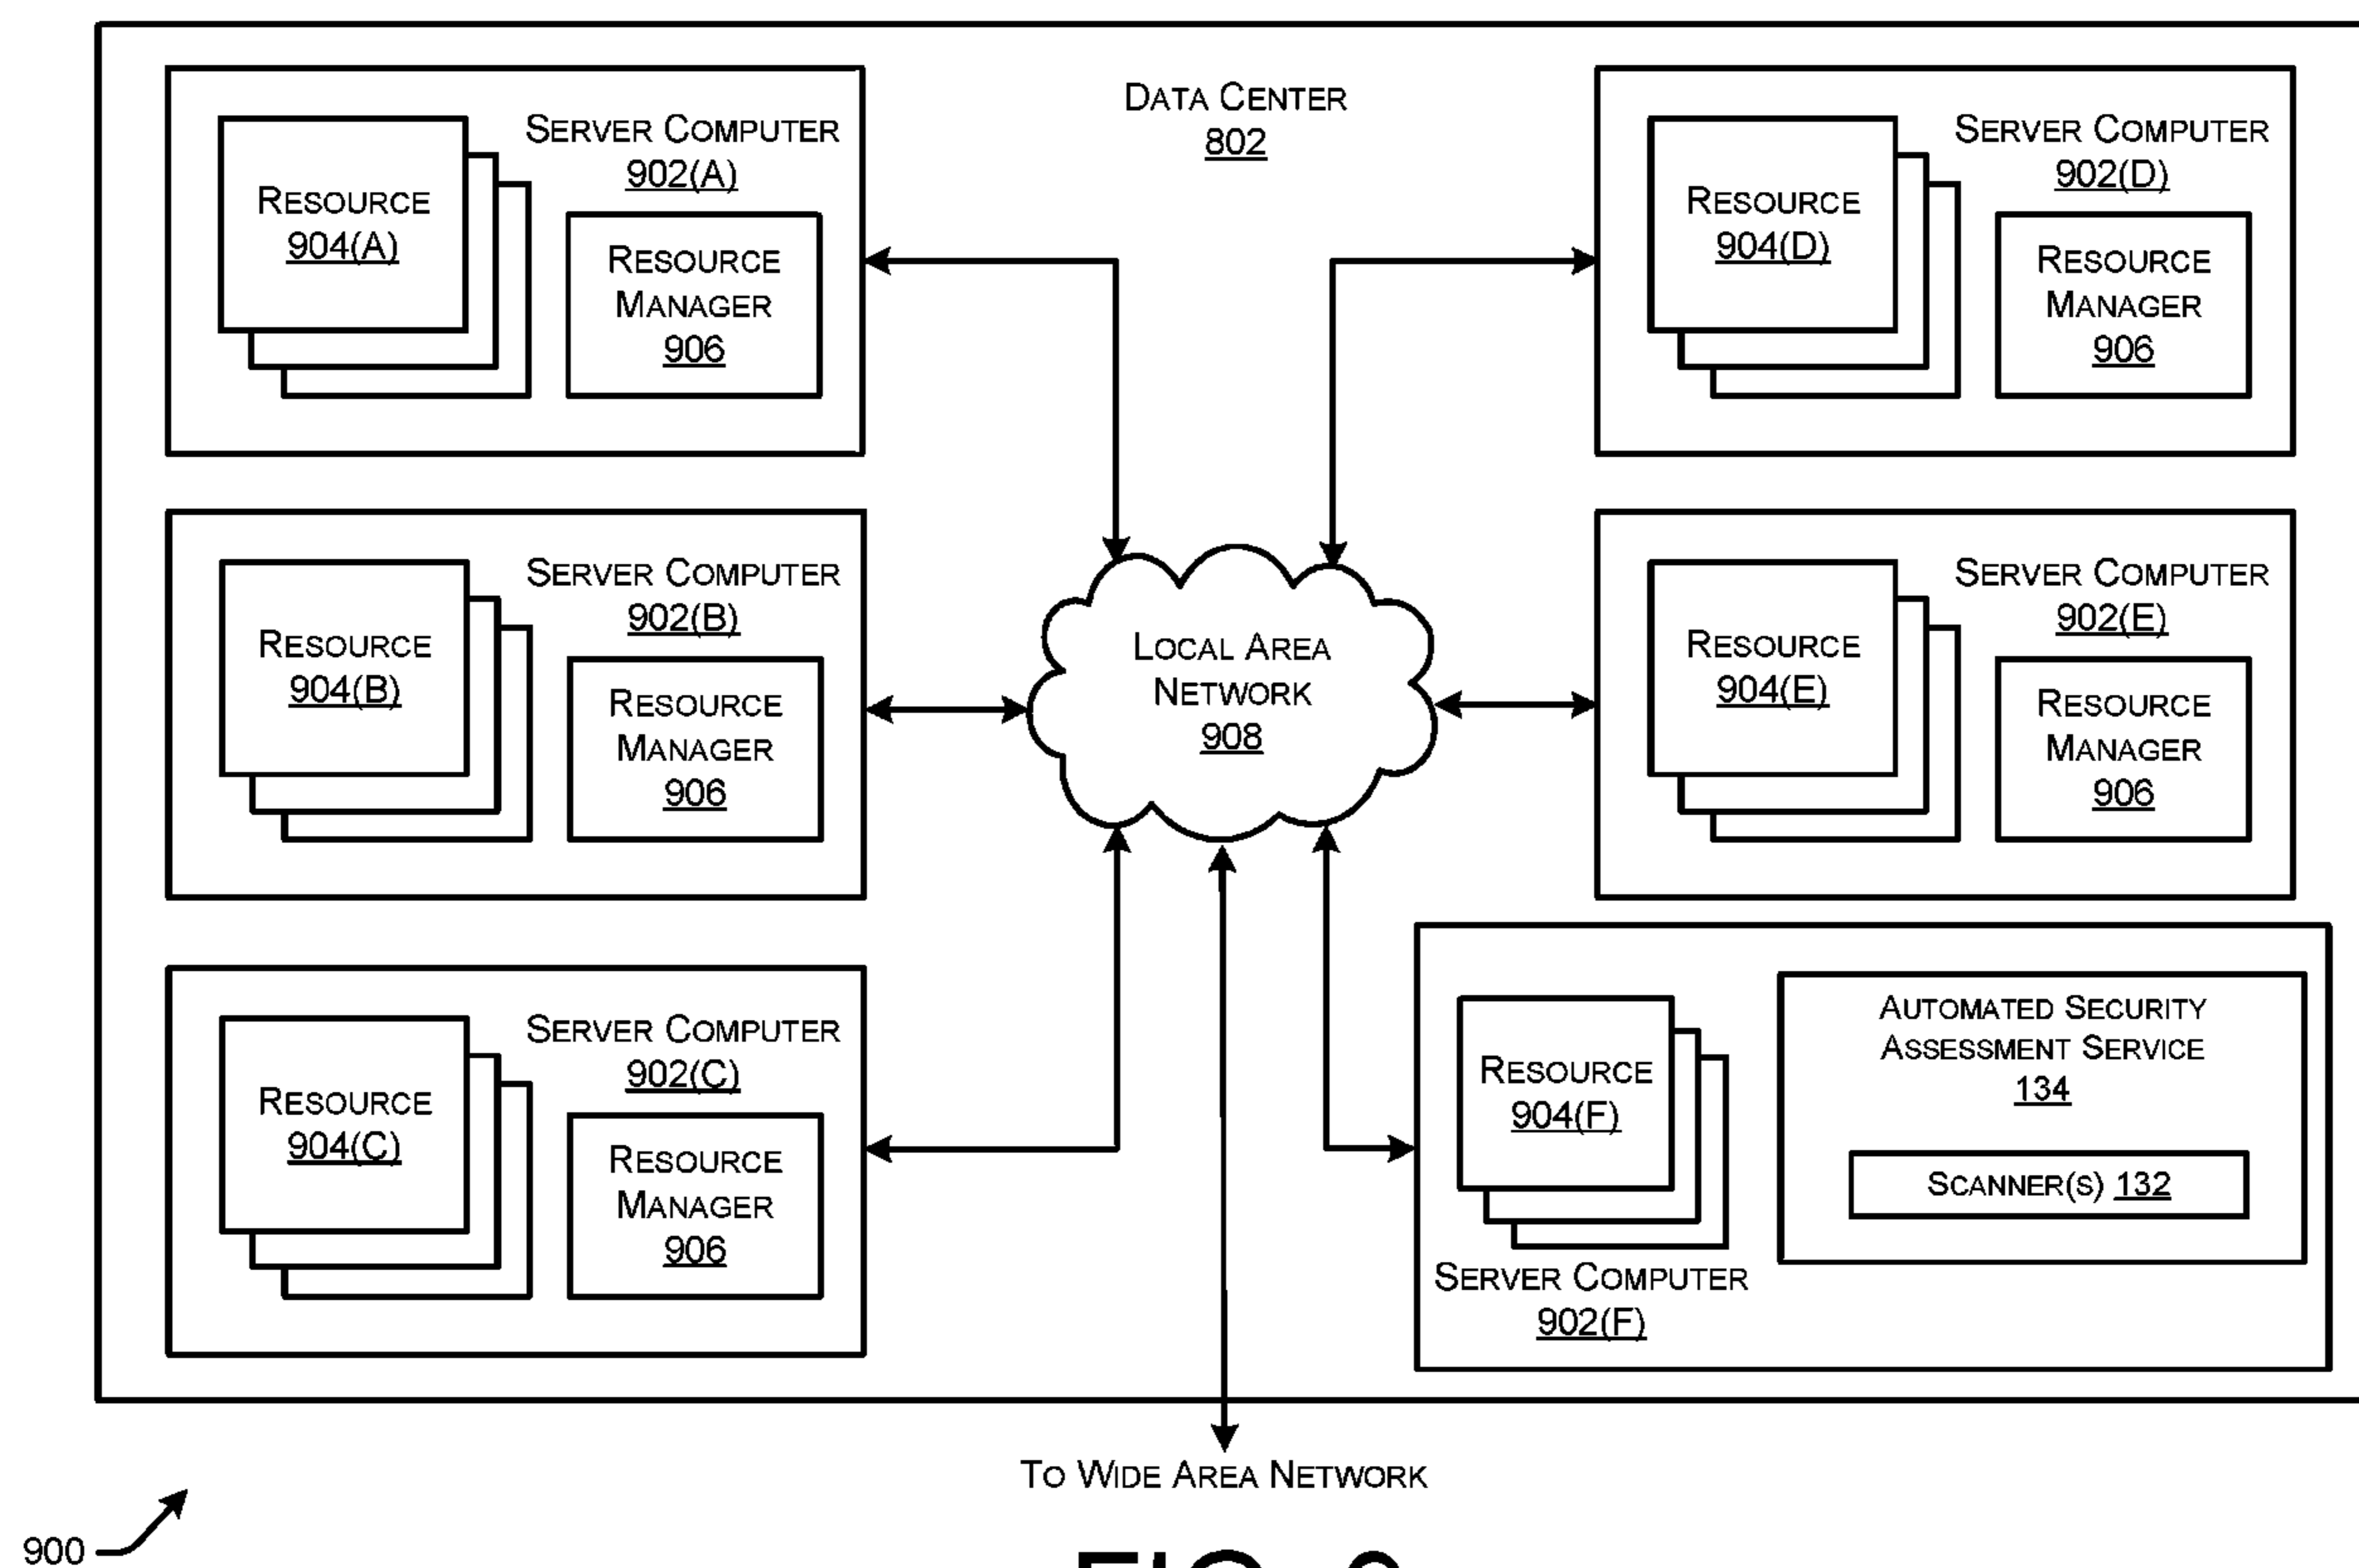 DATA CENTER
802
SERVER COMPUTER
902(A)
RESOURCE
904(A)
RESOURCE
MANAGER
906
SERVER COMPUTER
902(D)
RESOURCE
904(D)
RESOURCE
MANAGER
906
SERVER COMPUTER
902(B)
RESOURCE
904(B)
RESOURCE
MANAGER
906
LOCAL AREA
NETWORK
908
SERVER COMPUTER
902(E)
RESOURCE
904(E)
RESOURCE
MANAGER
906
SERVER COMPUTER
902(C)
RESOURCE
904(C)
RESOURCE
MANAGER
906
RESOURCE
904(F)
SERVER COMPUTER
902(F)
AUTOMATED SECURITY
ASSESSMENT SERVICE
134
SCANNER(S) 132
TO WIDE AREA NETWORK
900